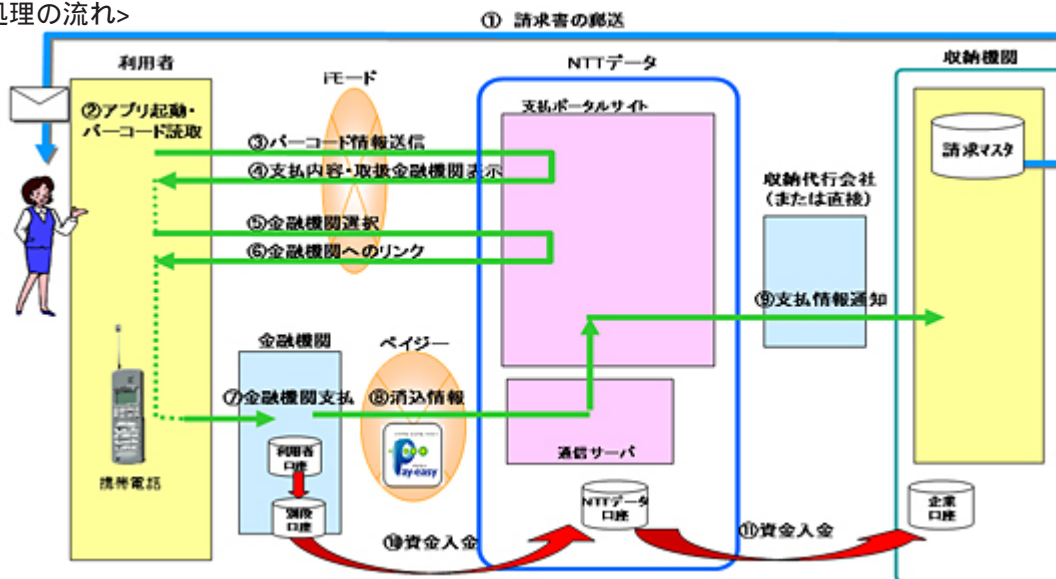 処理の流れ>
① 請求書の郵送
利用者
iモード
NTTデータ
収納機関
②アプリ起動・
バーコード読取
支払ポータルサイト
請求マスタ
③バーコード情報送信
④支払内容・取扱金融機関表示
収納代行会社
(または直接)
⑤金融機関選択
⑥金融機関へのリンク
⑨支払情報通知
金融機関
ペイジー
⑦金融機関支払
⑧消込情報
利用者
口座
Pay-easy
通信サーバ
携帯電話
別段
口座
NTTデータ
口座
企業
口座
⑩資金入金
⑪資金入金